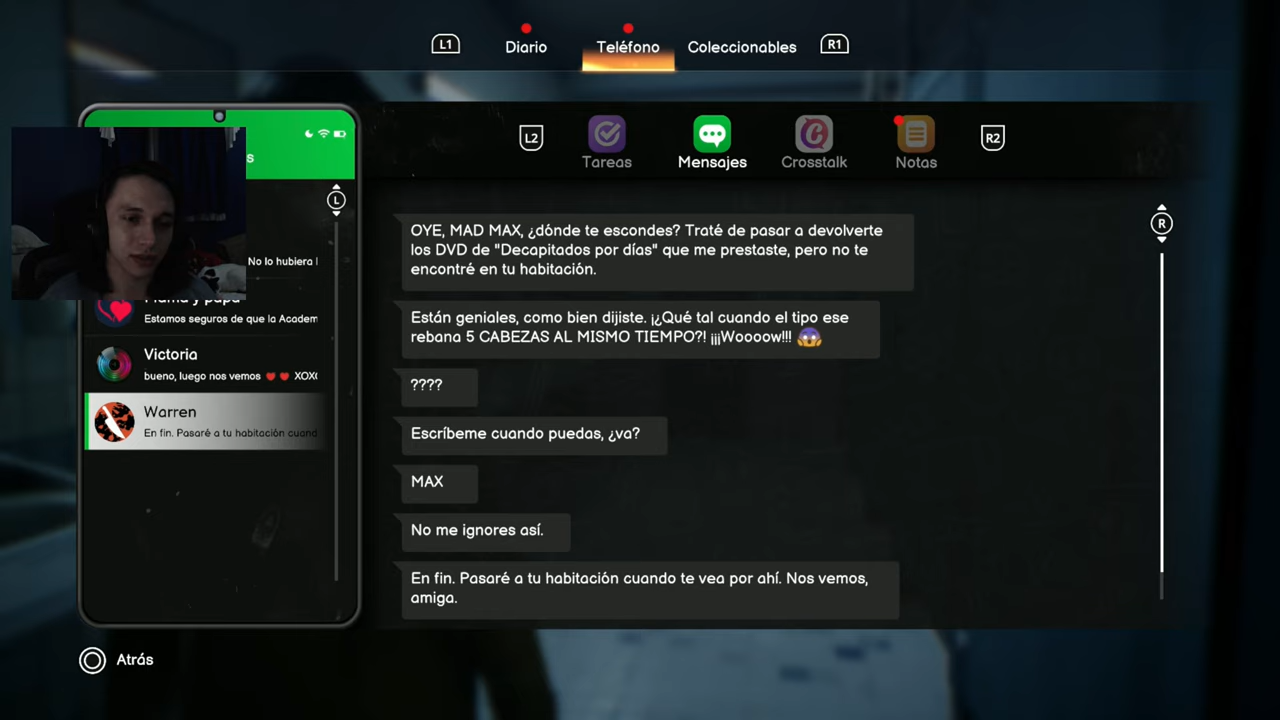 L1
Diario
Teléfono
Coleccionables
R1
L2
Tareas
Mensajes
Crosstalk
Notas
R2
s
L
No lo hubiera
Mamá y papá
Estamos seguros de que la Academ
Victoria
bueno, luego nos vemos ❤️ ❤️ XOXO
Warren
En fin. Pasaré a tu habitación cuand
R
OYE, MAD MAX, ¿dónde te escondes? Traté de pasar a devolverte
los DVD de "Decapitados por días" que me prestaste, pero no te
encontré en tu habitación.
Están geniales, como bien dijiste. ¡¿Qué tal cuando el tipo ese
rebana 5 CABEZAS AL MISMO TIEMPO?! ¡¡¡Woooow!!! 😱
????
Escríbeme cuando puedas, ¿va?
MAX
No me ignores así.
En fin. Pasaré a tu habitación cuando te vea por ahí. Nos vemos,
amiga.
Atrás